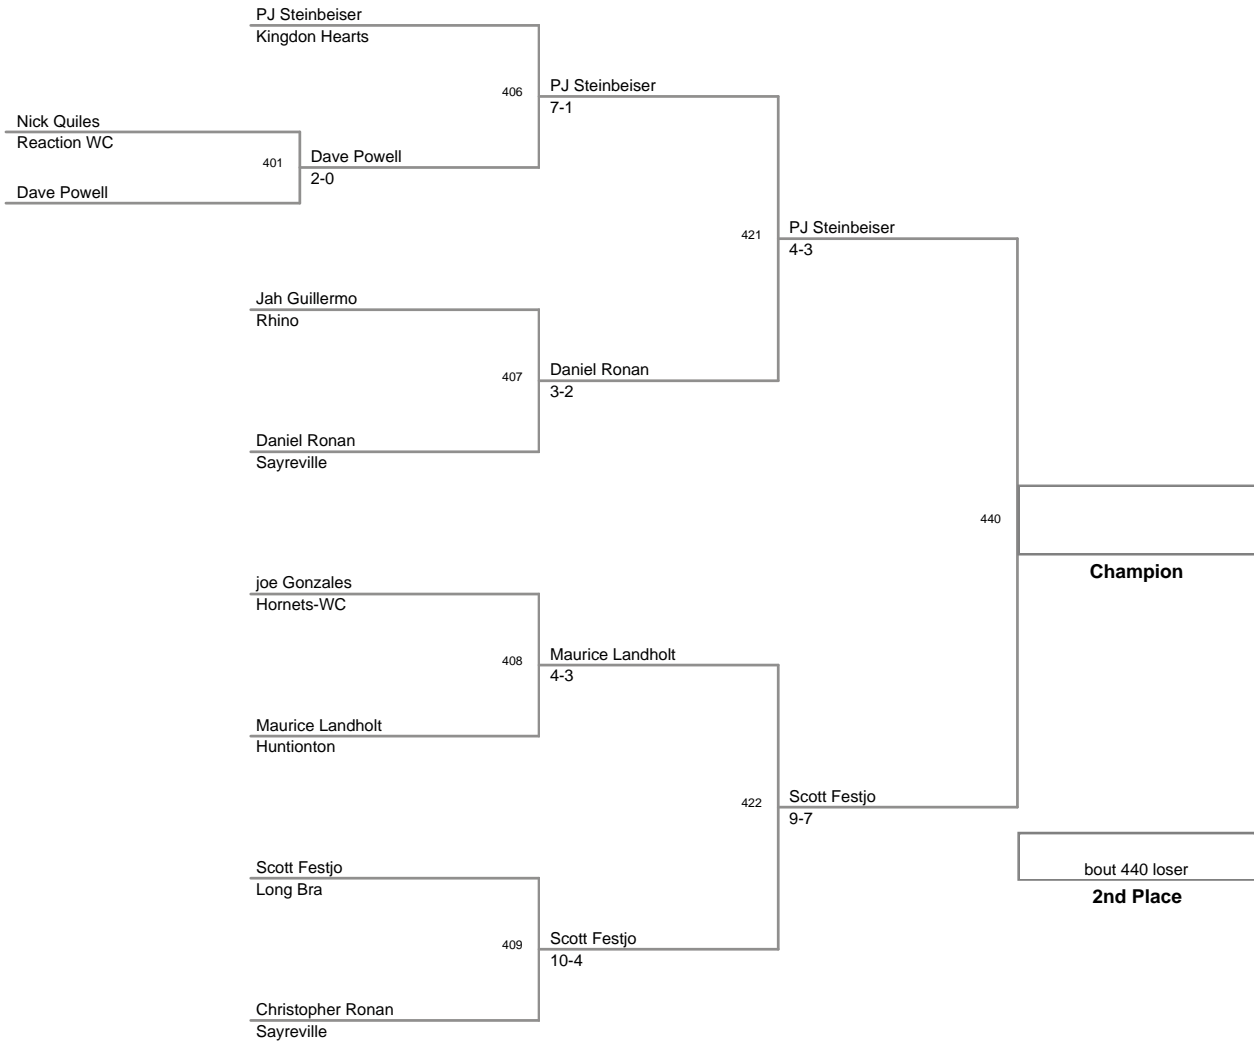 PJ Steinbeiser
Kingdon Hearts
406
PJ Steinbeiser
7-1
Nick Quiles
Reaction WC
401
Dave Powell
2-0
Dave Powell
421
PJ Steinbeiser
4-3
Jah Guillermo
Rhino
407
Daniel Ronan
3-2
Daniel Ronan
Sayreville
440
Champion
joe Gonzales
Hornets-WC
408
Maurice Landholt
4-3
Maurice Landholt
Huntionton
422
Scott Festjo
9-7
Scott Festjo
Long Bra
bout 440 loser
2nd Place
409
Scott Festjo
10-4
Christopher Ronan
Sayreville